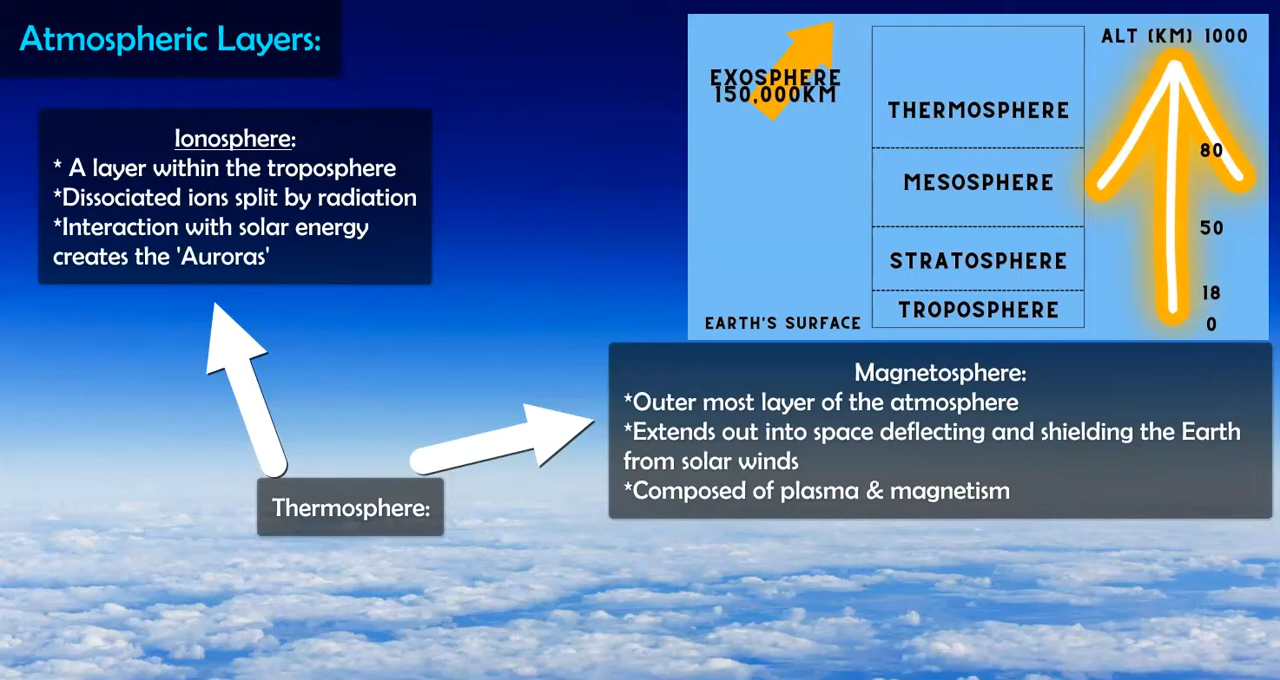 Atmospheric Layers:
Ionosphere:
* A layer within the troposphere
*Dissociated ions split by radiation
*Interaction with solar energy
creates the 'Auroras'
EXOSPHERE
150,000KM
THERMOSPHERE
MESOSPHERE
STRATOSPHERE
TROPOSPHERE
EARTH'S SURFACE
ALT (KM) 1000
80
50
18
0
Magnetosphere:
*Outer most layer of the atmosphere
*Extends out into space deflecting and shielding the Earth
from solar winds
*Composed of plasma & magnetism
Thermosphere: